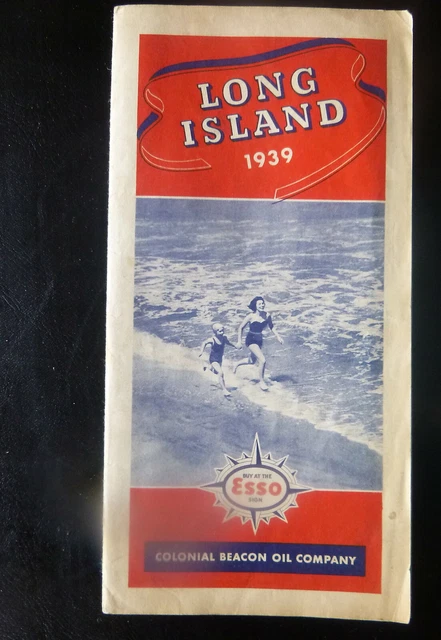 LONG
ISLAND
1939
BUY AT THE
Esso
SIGN
COLONIAL BEACON OIL COMPANY